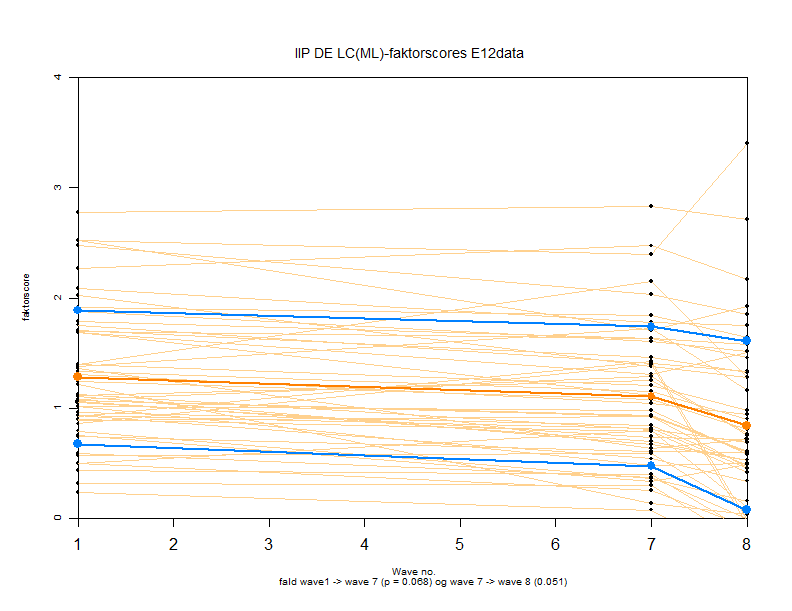 IIP DE LC(ML)-faktorscores E12data
4
3
2
1
0
faktorscore
1 2 3 4 5 6 7 8
Wave no.
fald wave1 -> wave 7 (p = 0.068) og wave 7 -> wave 8 (0.051)